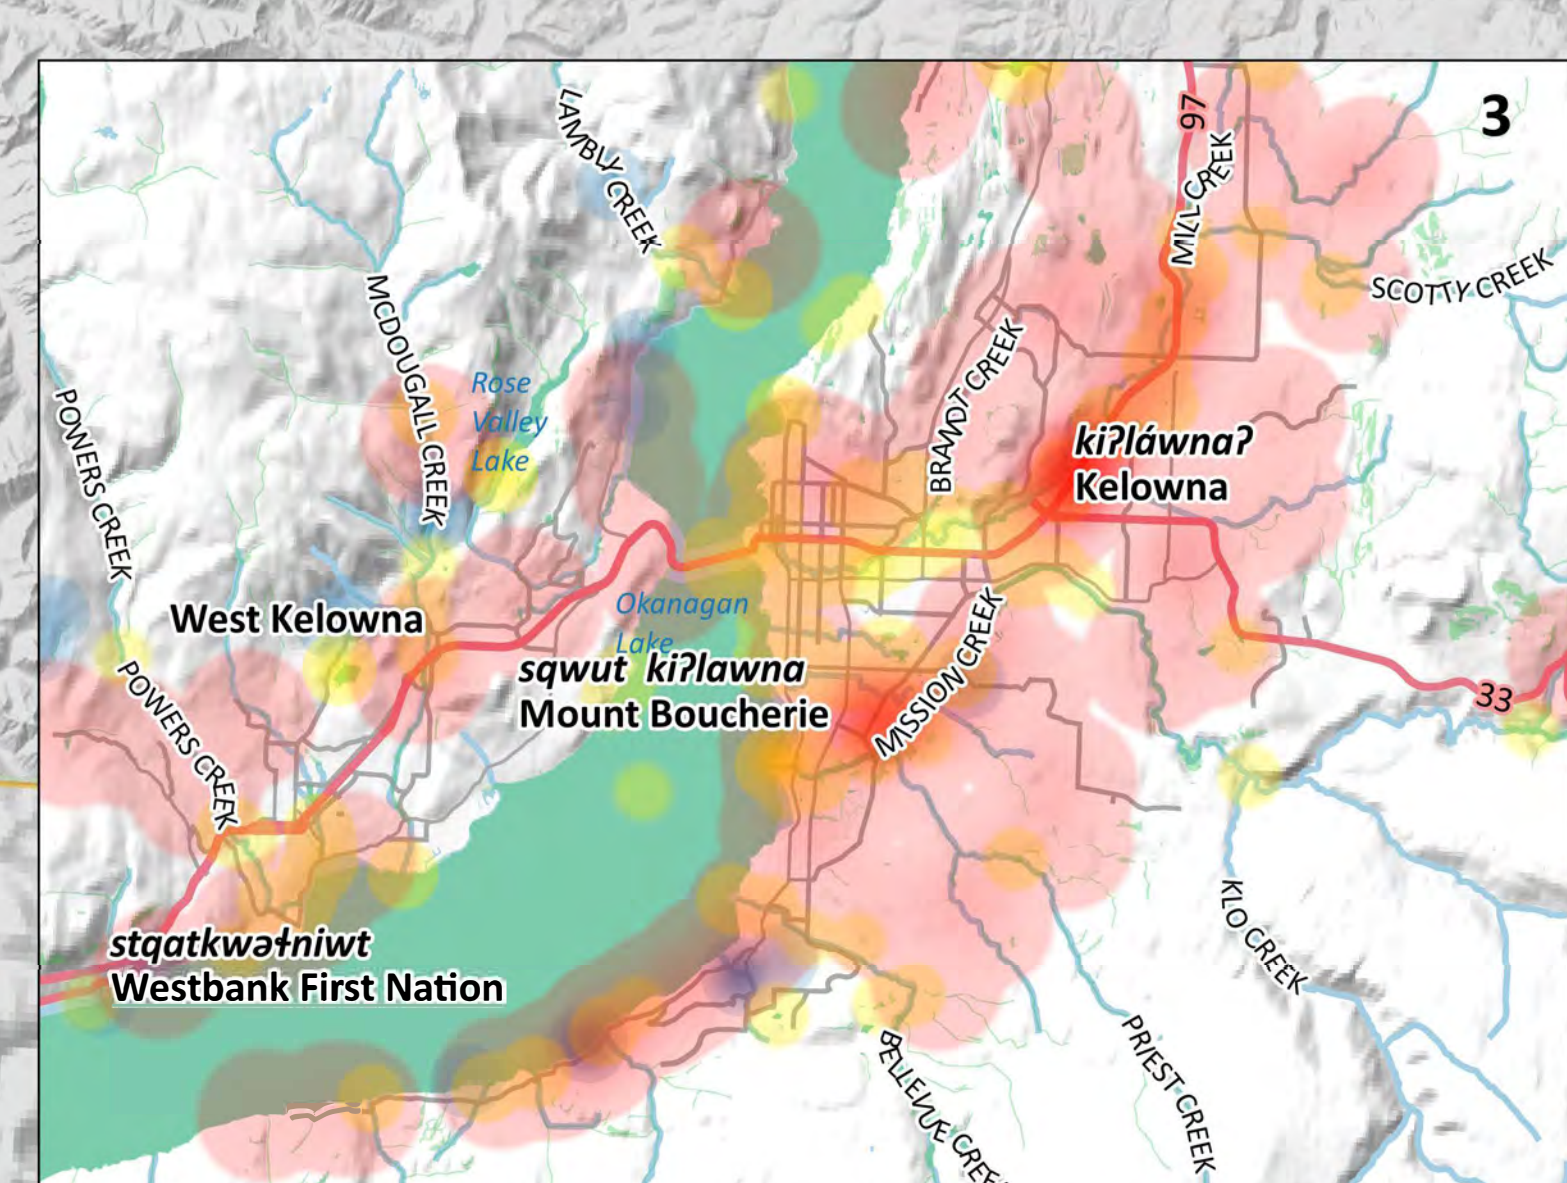 3
97
LAMBLY CREEK
MILL CREEK
SCOTTY CREEK
MCDOUGALL CREEK
BRANDT CREEK
Rose
Valley
Lake
POWERS CREEK
kiʔláwnaʔ
Kelowna
Okanagan
Lake
West Kelowna
sqwut kiʔlawna
Mount Boucherie
MISSION CREEK
POWERS CREEK
33
KLO CREEK
stqatkwəɬniwt
Westbank First Nation
BELLEVUE CREEK
PRIEST CREEK